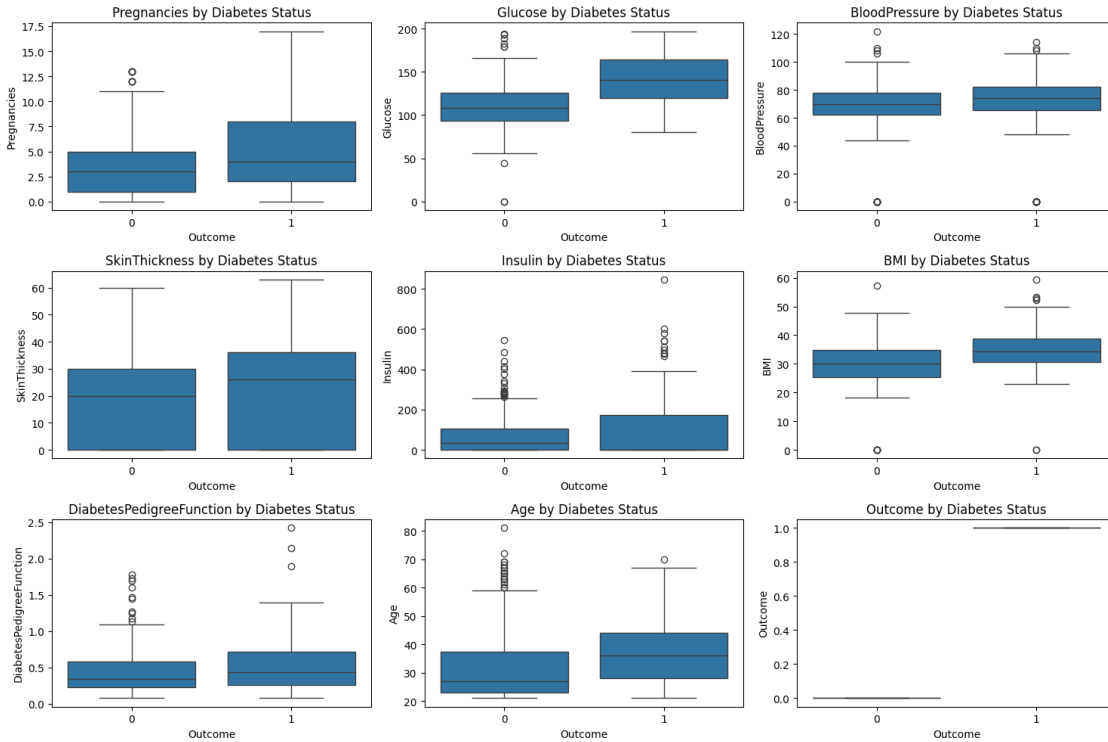 Pregnancies by Diabetes Status
17.5
15.0
12.5
10.0
7.5
5.0
2.5
0.0
Pregnancies
0 1
Outcome
Glucose by Diabetes Status
200
150
100
50
0
Glucose
0 1
Outcome
BloodPressure by Diabetes Status
120
100
80
60
40
20
0
BloodPressure
0 1
Outcome
SkinThickness by Diabetes Status
60
50
40
30
20
10
0
SkinThickness
0 1
Outcome
Insulin by Diabetes Status
800
600
400
200
0
Insulin
0 1
Outcome
BMI by Diabetes Status
60
50
40
30
20
10
0
BMI
0 1
Outcome
DiabetesPedigreeFunction by Diabetes Status
2.5
2.0
1.5
1.0
0.5
0.0
DiabetesPedigreeFunction
0 1
Outcome
Age by Diabetes Status
80
70
60
50
40
30
20
Age
0 1
Outcome
Outcome by Diabetes Status
1.0
0.8
0.6
0.4
0.2
0.0
Outcome
0 1
Outcome